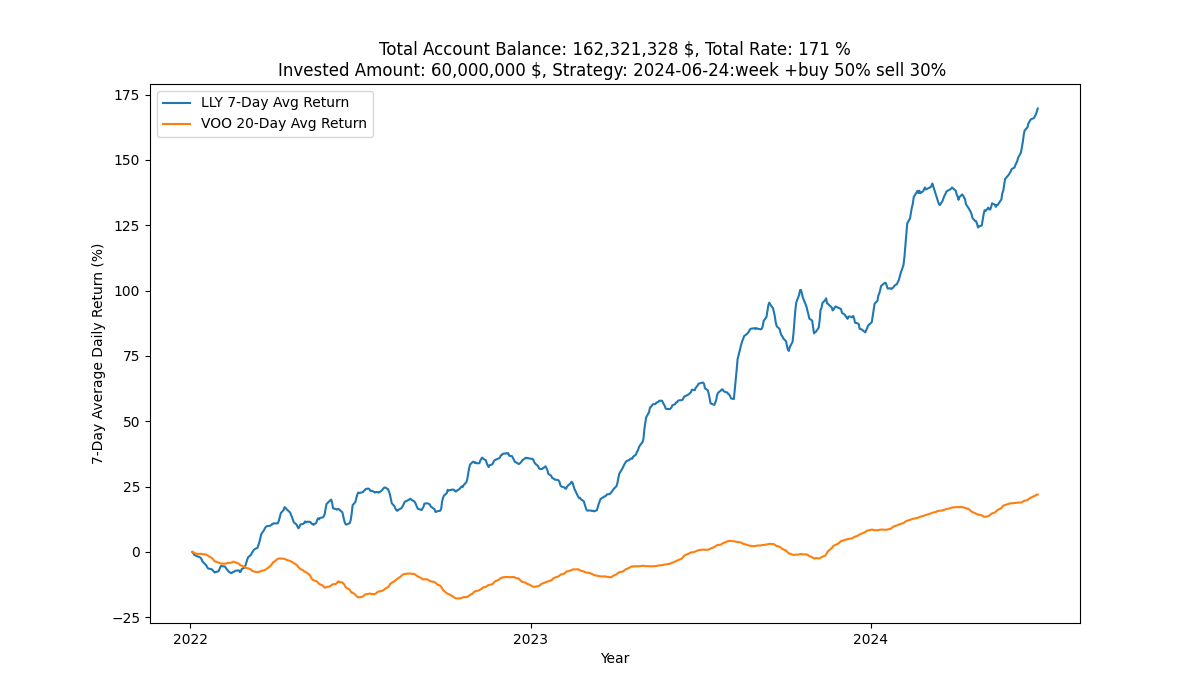 Total Account Balance: 162,321,328 $, Total Rate: 171 %
Invested Amount: 60,000,000 $, Strategy: 2024-06-24:week +buy 50% sell 30%
LLY 7-Day Avg Return
VOO 20-Day Avg Return
7-Day Average Daily Return (%)
175
150
125
100
75
50
25
0
−25
2022
2023
2024
Year